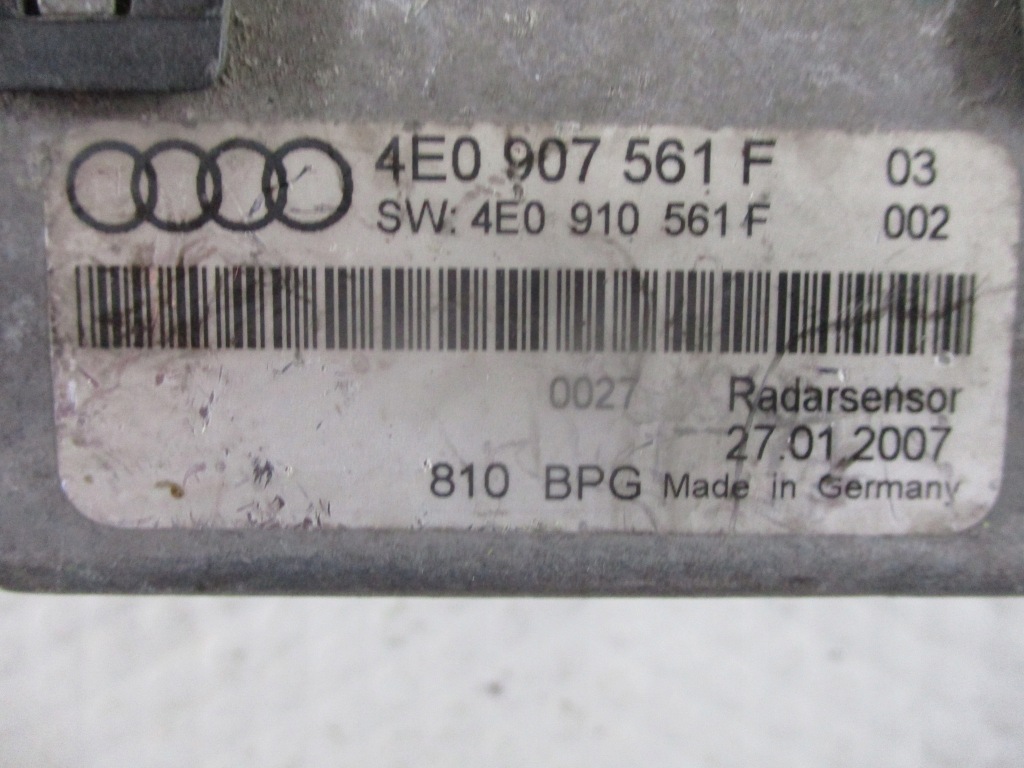 4E0 907 561 F 03
SW: 4E0 910 561 F 002
0027 Radarsensor
27.01.2007
810 BPG Made in Germany